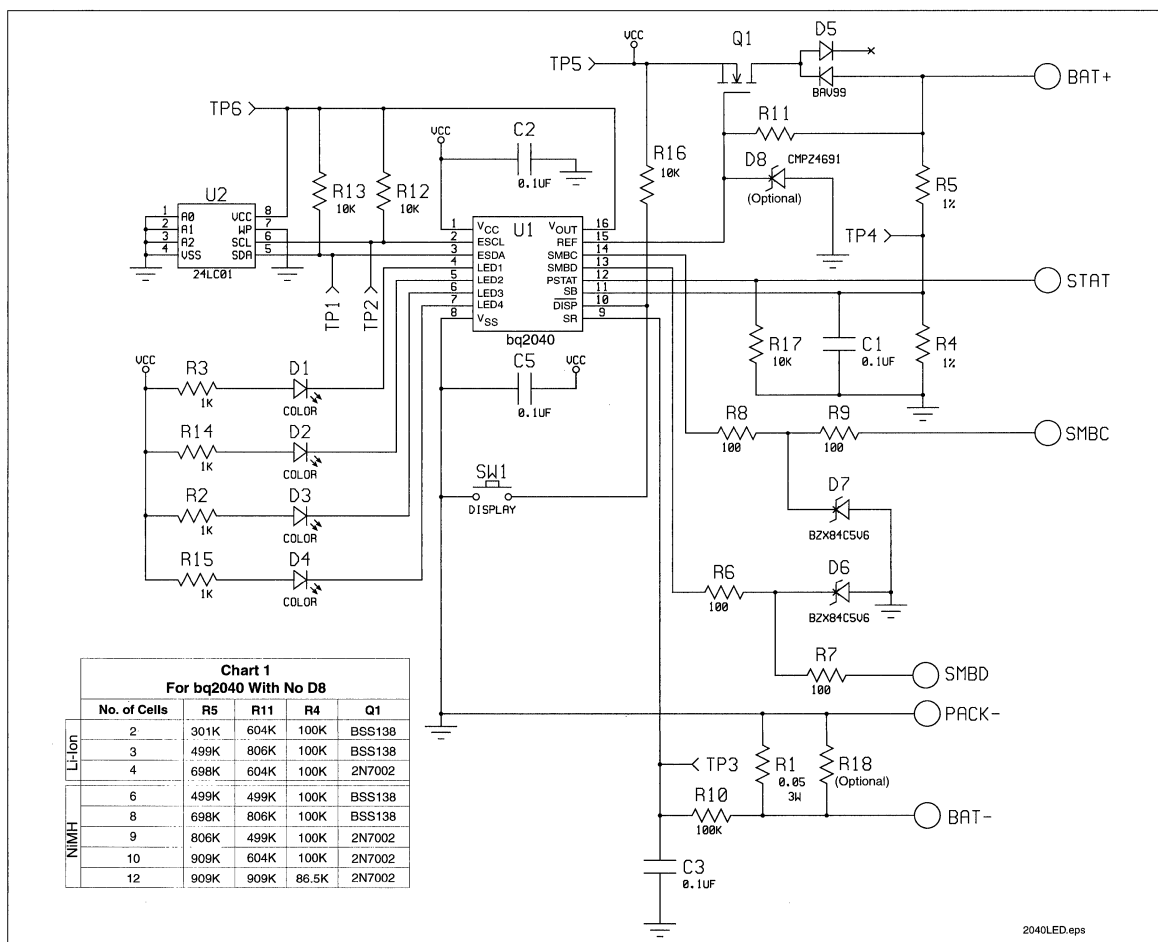 VCC
Q1
D5
TP5
BAV99
BAT+
TP6
VCC
C2
0.1UF
R11
R16
10K
D8
CMPZ4691
(Optional)
R5
1%
U2
R13
10K
R12
10K
1 A0 VCC 8
2 A1 WP 7
3 A2 SCL 6
4 VSS SDA 5
24LC01
U1
1 VCC VOUT 16
2 ESCL REF 15
3 ESDA SMBC 14
4 LED1 SMBD 13
5 LED2 PSTAT 12
6 LED3 SB 11
7 LED4 DISP 10
8 VSS SR 9
bq2040
TP4
STAT
TP1
TP2
R17
10K
C1
0.1UF
R4
1%
C5
0.1UF
VCC
VCC
R3
1K
D1
COLOR
R14
1K
D2
COLOR
R2
1K
D3
COLOR
R15
1K
D4
COLOR
R8
100
R9
100
SMBC
SW1
DISPLAY
D7
BZX84C5V6
R6
100
D6
BZX84C5V6
R7
100
SMBD
PACK-
TP3
R1
0.05
3W
R18
(Optional)
R10
100K
BAT-
C3
0.1UF
Chart 1
For bq2040 With No D8
No. of Cells R5 R11 R4 Q1
Li-Ion
2 301K 604K 100K BSS138
3 499K 806K 100K BSS138
4 698K 604K 100K 2N7002
NiMH
6 499K 499K 100K BSS138
8 698K 806K 100K BSS138
9 806K 499K 100K 2N7002
10 909K 604K 100K 2N7002
12 909K 909K 86.5K 2N7002
2040LED.eps